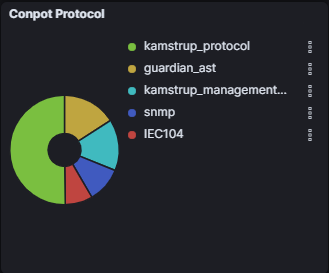 Conpot Protocol
kamstrup_protocol
guardian_ast
kamstrup_management...
snmp
IEC104